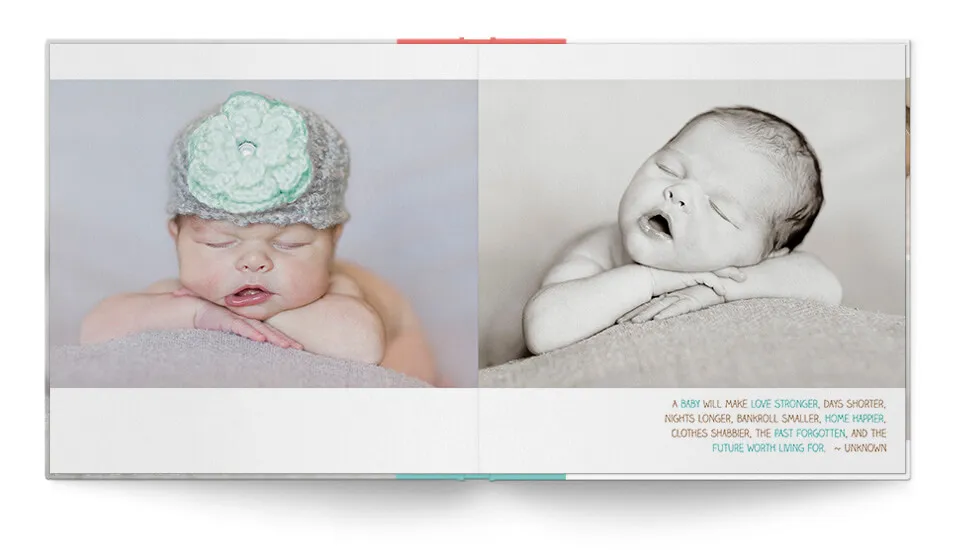 A BABY WILL MAKE LOVE STRONGER, DAYS SHORTER,
NIGHTS LONGER, BANKROLL SMALLER, HOME HAPPIER,
CLOTHES SHABBIER, THE PAST FORGOTTEN, AND THE
FUTURE WORTH LIVING FOR. ~ UNKNOWN